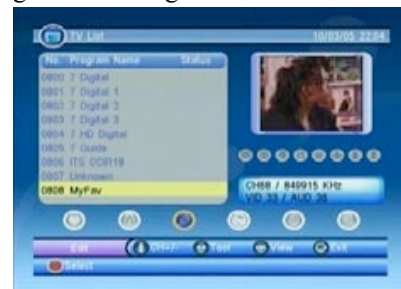 TV List 10/03/05 22:04
No. Program Name Status
0800 7 Digital
0801 7 Digital 1
0802 7 Digital 2
0803 7 Digital 3
0804 7 HD Digital
0805 7 Guide
0806 ITS
0807 Unknown
0808 MyFav
CH68 / 849915 KHz
VID 33 / AUD 36
Edit CH+/- Tool View Exit
Select